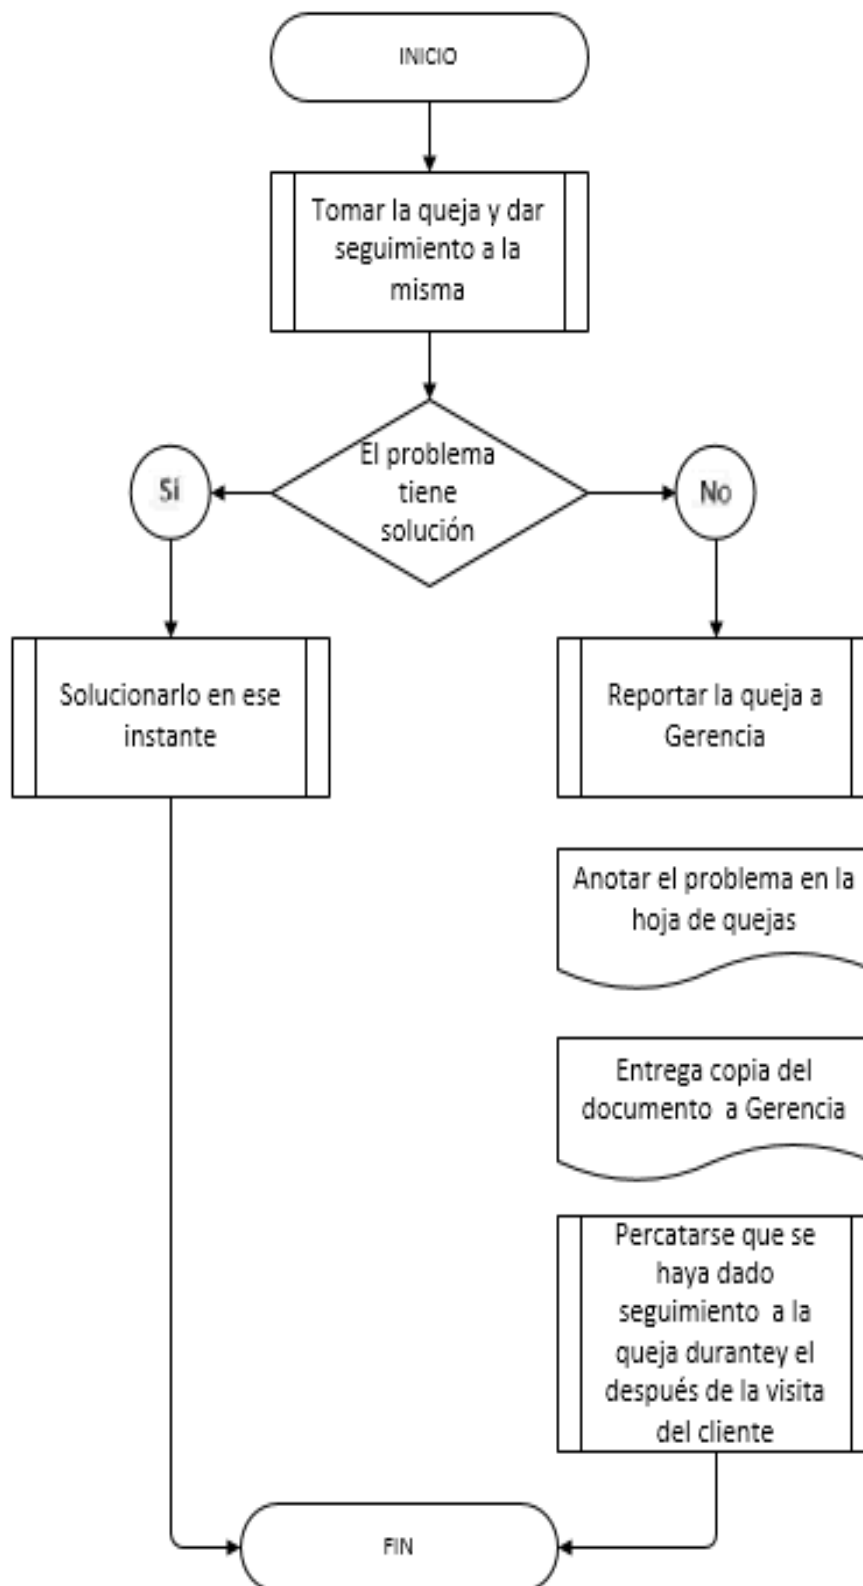 INICIO
Tomar la queja y dar
seguimiento a la
misma
El problema
tiene
solución
Sí
No
Solucionarlo en ese
instante
Reportar la queja a
Gerencia
Anotar el problema en la
hoja de quejas
Entrega copia del
documento a Gerencia
Percatarse que se
haya dado
seguimiento a la
queja durantey el
después de la visita
del cliente
FIN